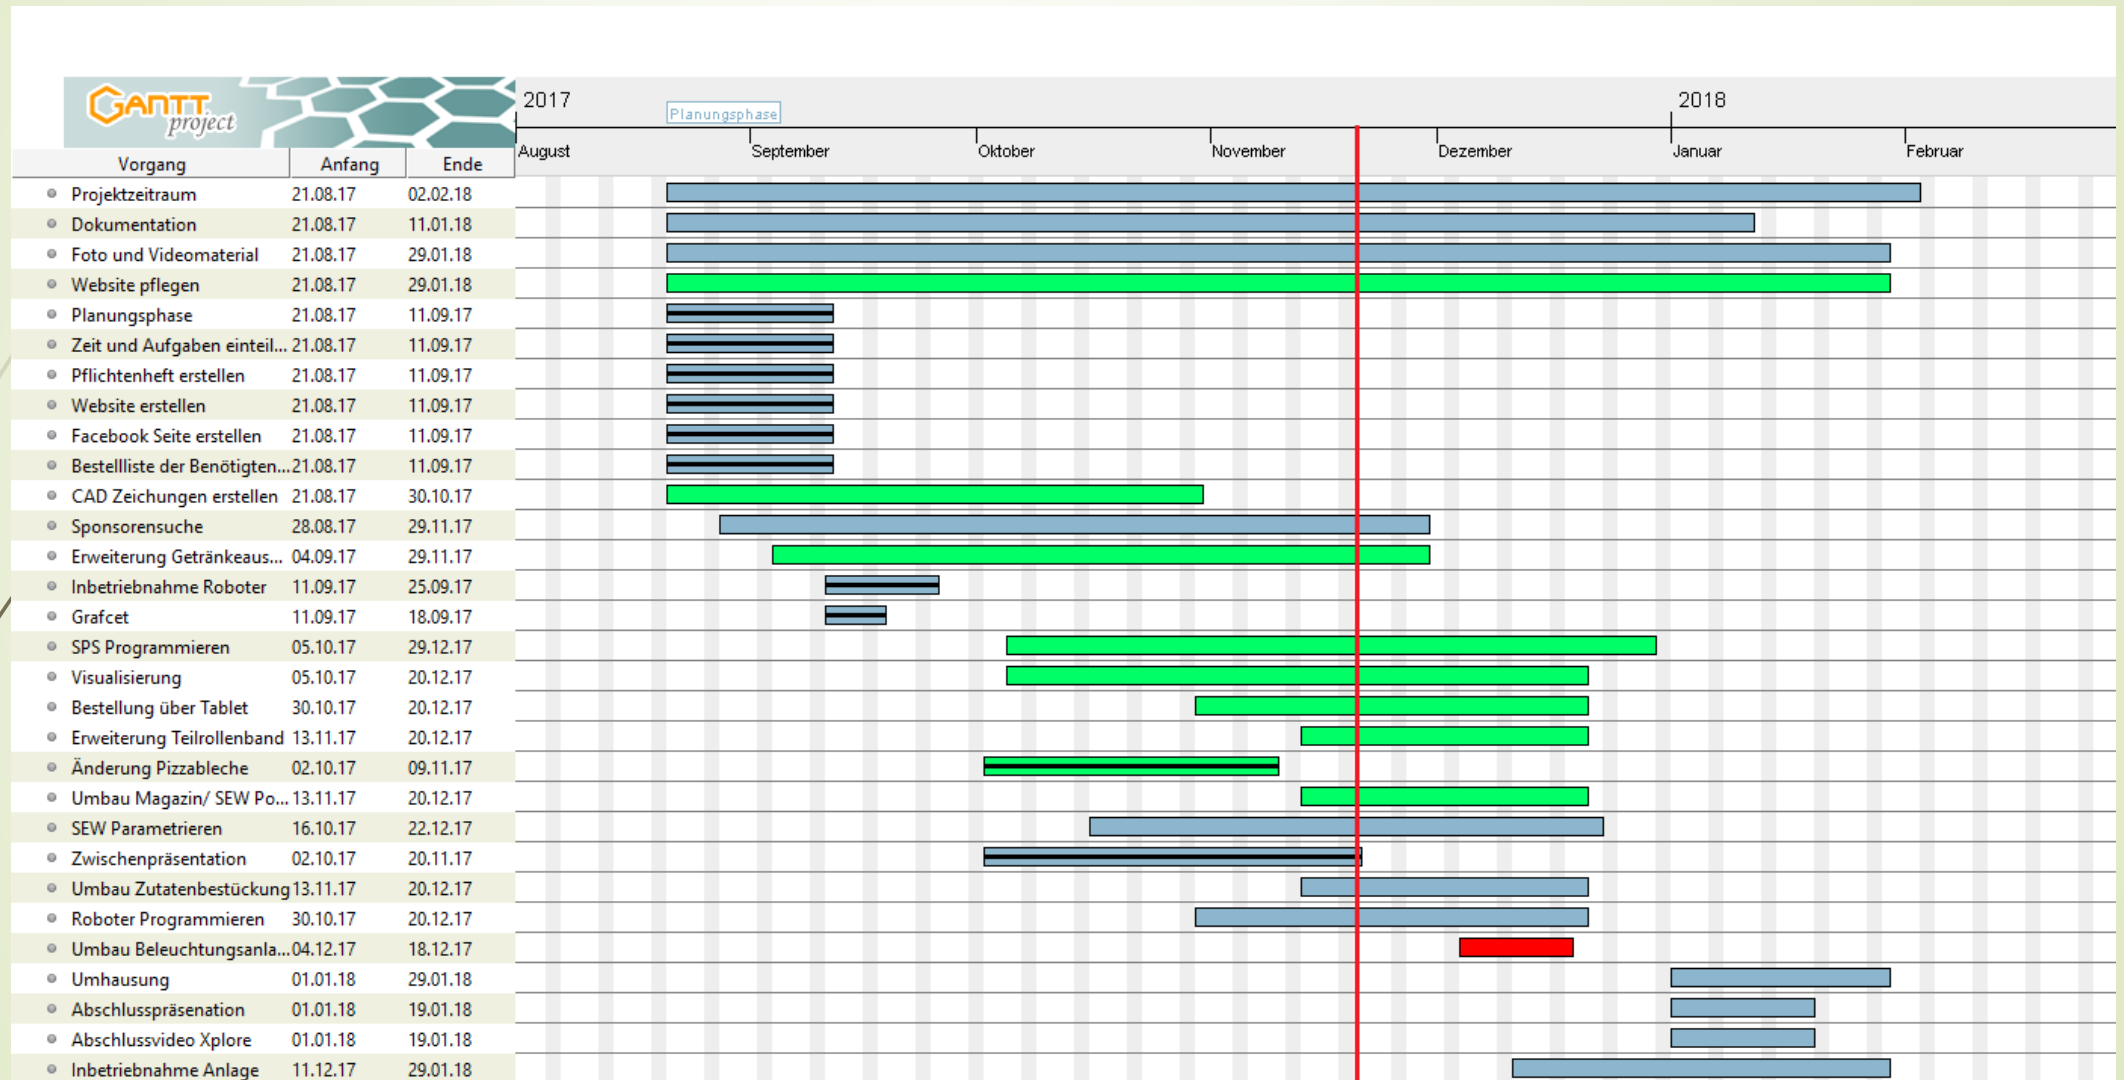 GANTT
project
2017
2018
Planungsphase
August September Oktober November Dezember Januar Februar
Vorgang Anfang Ende
Projektzeitraum 21.08.17 02.02.18
Dokumentation 21.08.17 11.01.18
Foto und Videomaterial 21.08.17 29.01.18
Website pflegen 21.08.17 29.01.18
Planungsphase 21.08.17 11.09.17
Zeit und Aufgaben einteil... 21.08.17 11.09.17
Pflichtenheft erstellen 21.08.17 11.09.17
Website erstellen 21.08.17 11.09.17
Facebook Seite erstellen 21.08.17 11.09.17
Bestellliste der Benötigten... 21.08.17 11.09.17
CAD Zeichungen erstellen 21.08.17 30.10.17
Sponsorensuche 28.08.17 29.11.17
Erweiterung Getränkeaus... 04.09.17 29.11.17
Inbetriebnahme Roboter 11.09.17 25.09.17
Grafcet 11.09.17 18.09.17
SPS Programmieren 05.10.17 29.12.17
Visualisierung 05.10.17 20.12.17
Bestellung über Tablet 30.10.17 20.12.17
Erweiterung Teilrollenband 13.11.17 20.12.17
Änderung Pizzableche 02.10.17 09.11.17
Umbau Magazin/ SEW Po... 13.11.17 20.12.17
SEW Parametrieren 16.10.17 22.12.17
Zwischenpräsentation 02.10.17 20.11.17
Umbau Zutatenbestückung 13.11.17 20.12.17
Roboter Programmieren 30.10.17 20.12.17
Umbau Beleuchtungsanla... 04.12.17 18.12.17
Umhausung 01.01.18 29.01.18
Abschlusspräsenation 01.01.18 19.01.18
Abschlussvideo Xplore 01.01.18 19.01.18
Inbetriebnahme Anlage 11.12.17 29.01.18